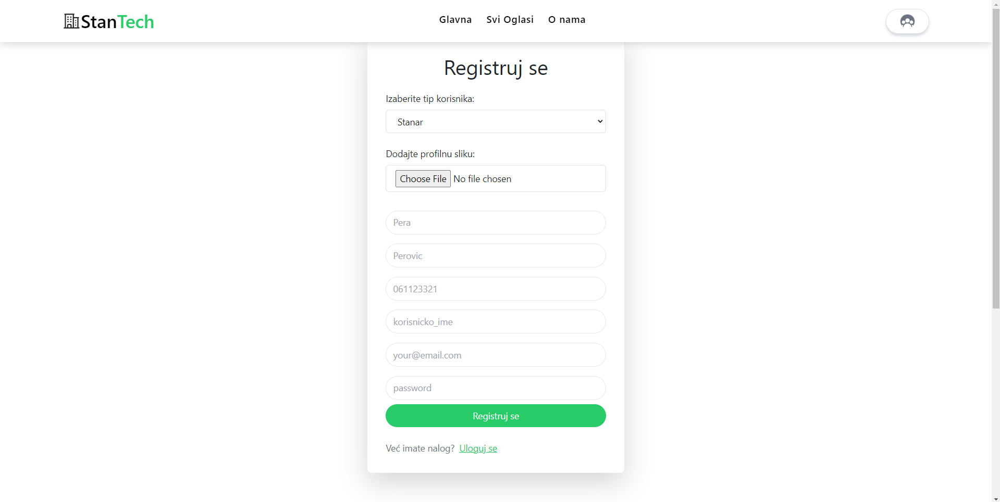 StanTech
Glavna Svi Oglasi O nama
Registruj se
Izaberite tip korisnika:
Stanar
Dodajte profilnu sliku:
Choose File No file chosen
Pera
Perovic
061123321
korisnicko_ime
your@email.com
password
Registruj se
Već imate nalog? Uloguj se